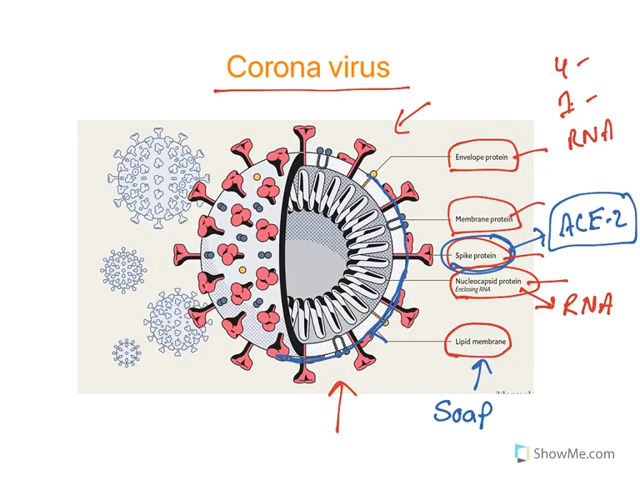 Corona virus
4 -
1 -
RNA
Envelope protein
Membrane protein
ACE-2
Spike protein
Nucleocapsid protein
Enclosing RNA
RNA
Lipid membrane
Soap
ShowMe.com